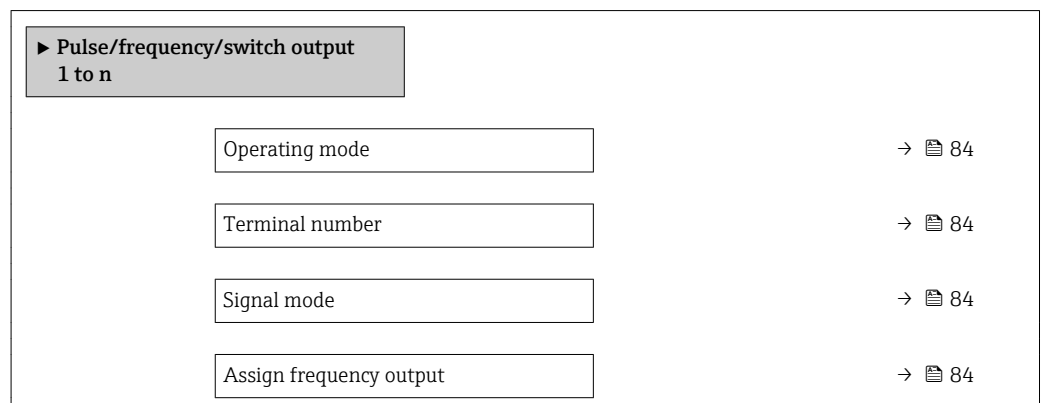 ▶ Pulse/frequency/switch output
1 to n
Operating mode → 84
Terminal number → 84
Signal mode → 84
Assign frequency output → 84